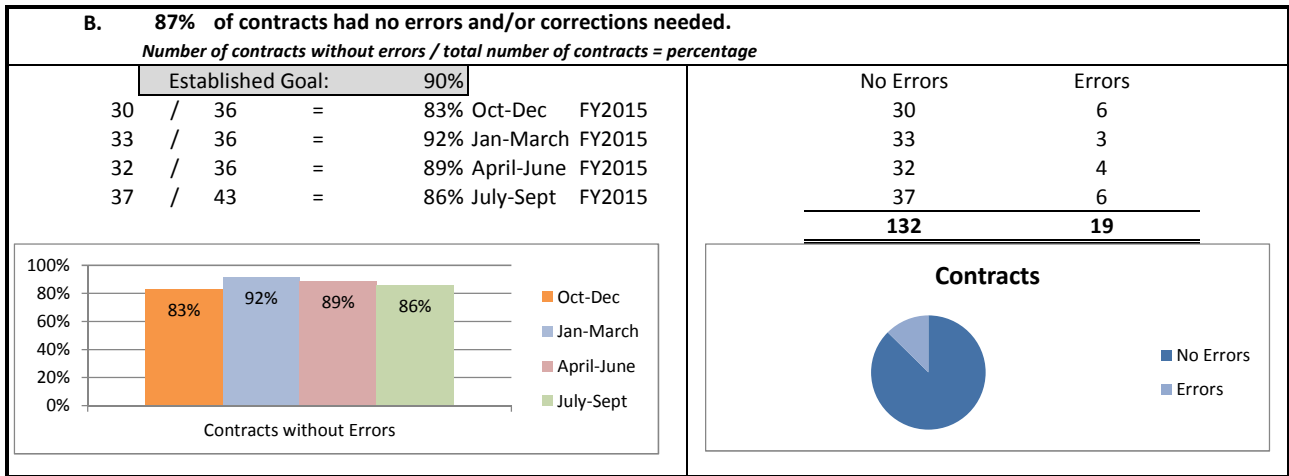 B. 87% of contracts had no errors and/or corrections needed.
Number of contracts without errors / total number of contracts = percentage
Established Goal: 90%
30 / 36 = 83% Oct-Dec FY2015
33 / 36 = 92% Jan-March FY2015
32 / 36 = 89% April-June FY2015
37 / 43 = 86% July-Sept FY2015
No Errors Errors
30 6
33 3
32 4
37 6
132 19
100%
80%
60%
40%
20%
0%
83% 92% 89% 86%
Contracts without Errors
Oct-Dec
Jan-March
April-June
July-Sept
Contracts
No Errors
Errors